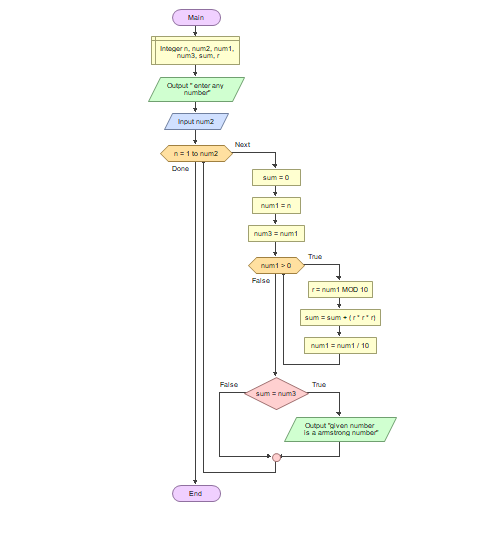 Main
Integer n, num2, num1,
num3, sum, r
Output " enter any
number"
Input num2
n = 1 to num2
Next
Done
sum = 0
num1 = n
num3 = num1
num1 > 0
True
False
r = num1 MOD 10
sum = sum + ( r * r * r)
num1 = num1 / 10
False
sum = num3
True
Output "given number
is a armstrong number"
End